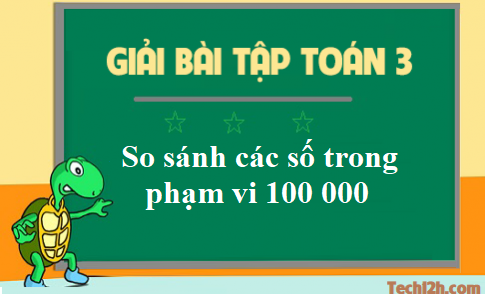 GIẢI BÀI TẬP TOÁN 3
So sánh các số trong
phạm vi 100 000
Tech12h.com